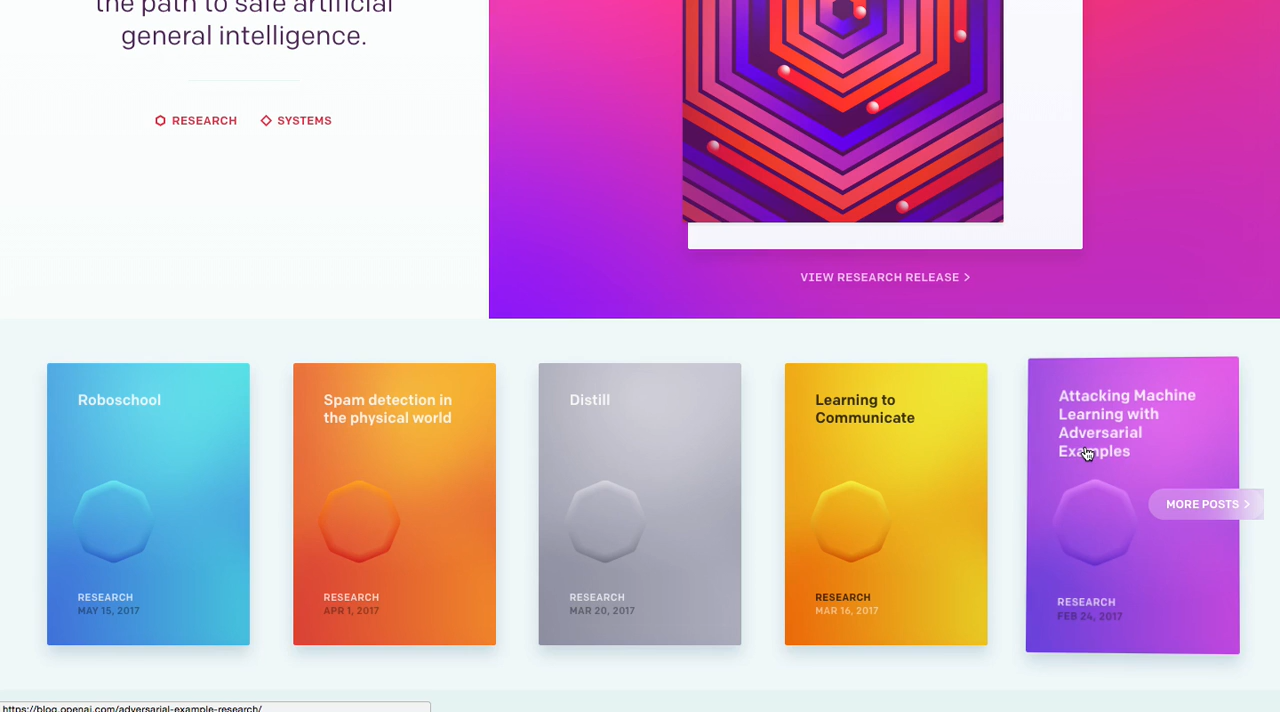 the path to safe artificial
general intelligence.
RESEARCH
SYSTEMS
VIEW RESEARCH RELEASE >
Roboschool
RESEARCH
MAY 15, 2017
Spam detection in
the physical world
RESEARCH
APR 1, 2017
Distill
RESEARCH
MAR 20, 2017
Learning to
Communicate
RESEARCH
MAR 16, 2017
Attacking Machine
Learning with
Adversarial
Examples
MORE POSTS >
RESEARCH
FEB 24, 2017
https://blog.openai.com/adversarial-example-research/